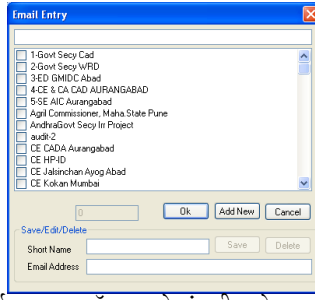 Email Entry
1-Govt Secy Cad
2-Govt Secy WRD
3-ED GMIDC Abad
4-CE & CA CAD AURANGABAD
5-SE AIC Aurangabad
Agril Commissioner, Maha.State Pune
AndhraGovt Secy Irr Project
audit-2
CE CADA Aurangabad
CE HP-ID
CE Jalsinchan Ayog Abad
CE Kokan Mumbai
0 Ok Add New Cancel
Save/Edit/Delete
Short Name Save Delete
Email Address